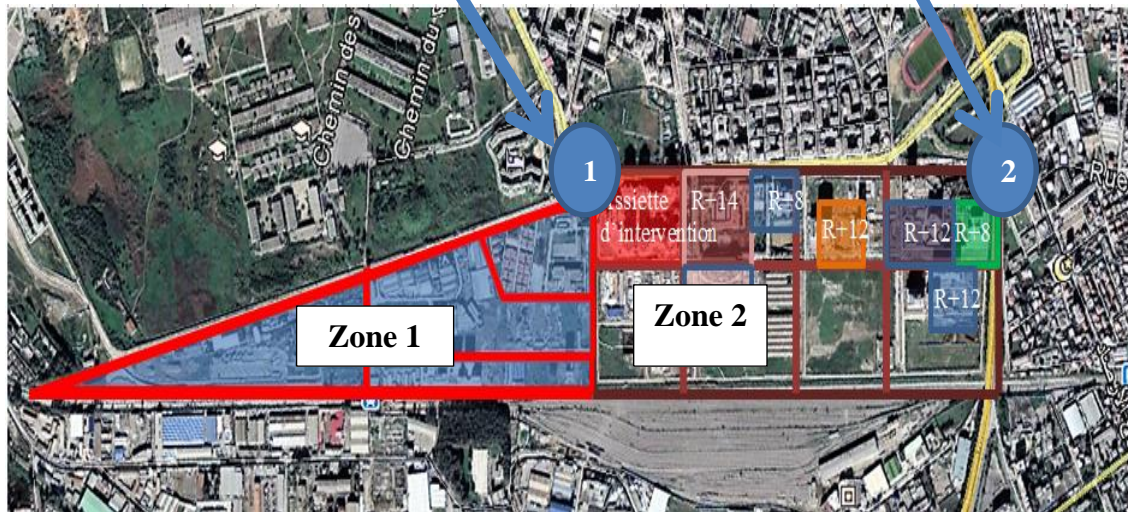 Chemin des
Chemin du
1
2
Rue
Assiette
d'intervention
R+14
R+8
R+12
R+12
R+8
R+12
Zone 1
Zone 2